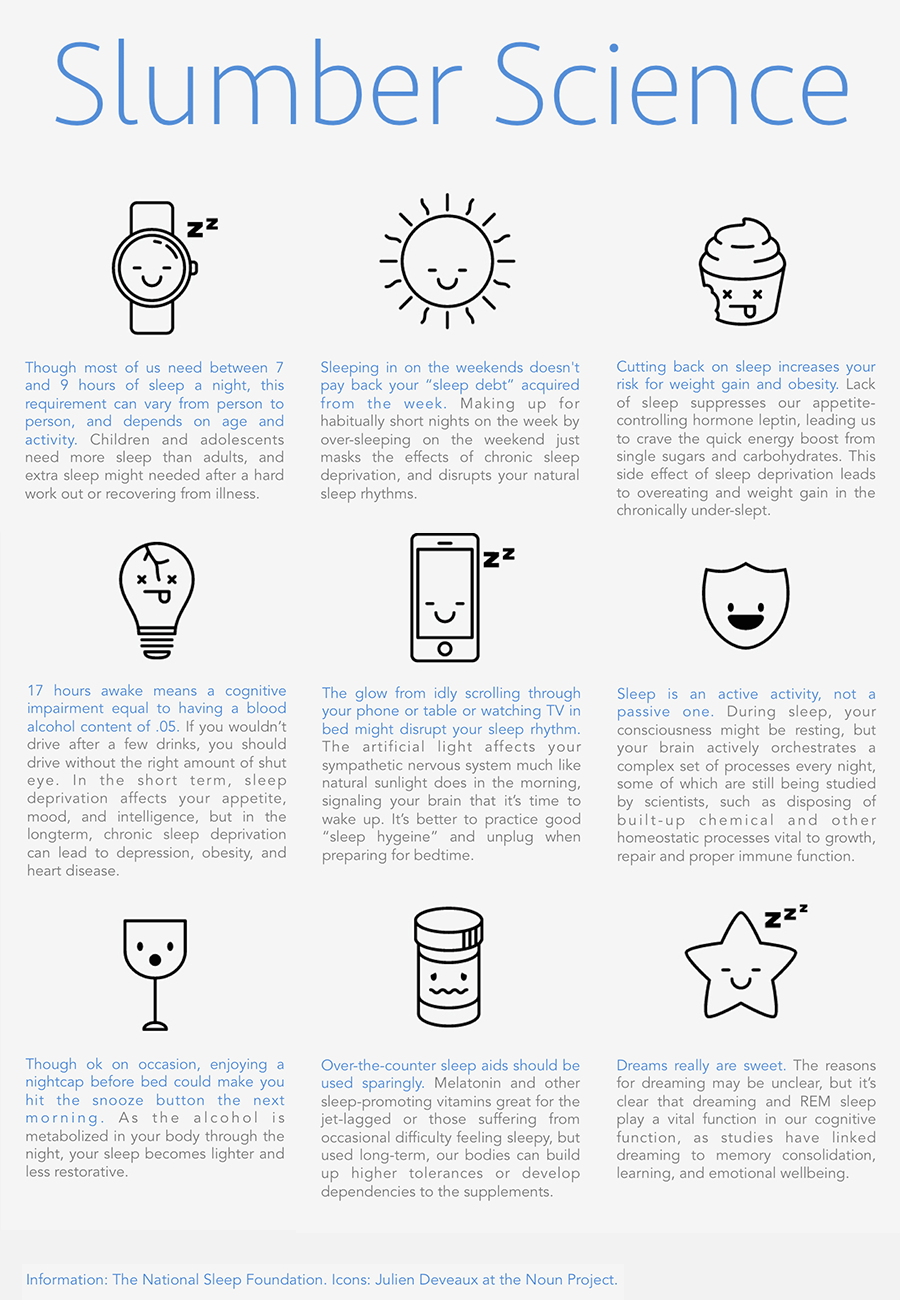 Slumber Science
zz
Though most of us need between 7
and 9 hours of sleep a night, this
requirement can vary from person to
person, and depends on age and
activity. Children and adolescents
need more sleep than adults, and
extra sleep might needed after a hard
work out or recovering from illness.
Sleeping in on the weekends doesn't
pay back your “sleep debt” acquired
from the week. Making up for
habitually short nights on the week by
over-sleeping on the weekend just
masks the effects of chronic sleep
deprivation, and disrupts your natural
sleep rhythms.
Cutting back on sleep increases your
risk for weight gain and obesity. Lack
of sleep suppresses our appetite-
controlling hormone leptin, leading us
to crave the quick energy boost from
single sugars and carbohydrates. This
side effect of sleep deprivation leads
to overeating and weight gain in the
chronically under-slept.
zz
17 hours awake means a cognitive
impairment equal to having a blood
alcohol content of .05. If you wouldn’t
drive after a few drinks, you should
drive without the right amount of shut
eye. In the short term, sleep
deprivation affects your appetite,
mood, and intelligence, but in the
longterm, chronic sleep deprivation
can lead to depression, obesity, and
heart disease.
The glow from idly scrolling through
your phone or table or watching TV in
bed might disrupt your sleep rhythm.
The artificial light affects your
sympathetic nervous system much like
natural sunlight does in the morning,
signaling your brain that it’s time to
wake up. It’s better to practice good
“sleep hygeine” and unplug when
preparing for bedtime.
Sleep is an active activity, not a
passive one. During sleep, your
consciousness might be resting, but
your brain actively orchestrates a
complex set of processes every night,
some of which are still being studied
by scientists, such as disposing of
built-up chemical and other
homeostatic processes vital to growth,
repair and proper immune function.
zzz
Though ok on occasion, enjoying a
nightcap before bed could make you
hit the snooze button the next
morning. As the alcohol is
metabolized in your body through the
night, your sleep becomes lighter and
less restorative.
Over-the-counter sleep aids should be
used sparingly. Melatonin and other
sleep-promoting vitamins great for the
jet-lagged or those suffering from
occasional difficulty feeling sleepy, but
used long-term, our bodies can build
up higher tolerances or develop
dependencies to the supplements.
Dreams really are sweet. The reasons
for dreaming may be unclear, but it’s
clear that dreaming and REM sleep
play a vital function in our cognitive
function, as studies have linked
dreaming to memory consolidation,
learning, and emotional wellbeing.
Information: The National Sleep Foundation. Icons: Julien Deveaux at the Noun Project.